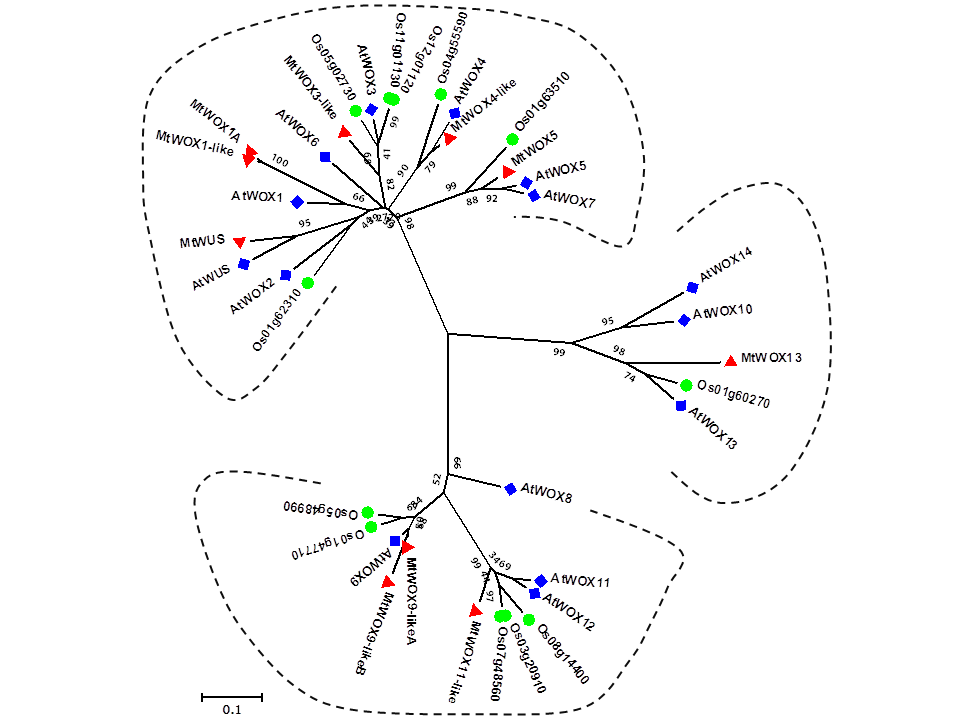 Os11g01130
Os12g01120
Os04g55590
Os05g02730
AtWOX3
AtWOX4
MtWOX3-like
MtWOX4-like
Os01g63510
MtWOX1A
AtWOX6
MtWOX5
MtWOX1-like
AtWOX5
AtWOX1
AtWOX7
MtWUS
AtWUS
AtWOX2
Os01g62310
100
66
95
99
41
82
90
79
99
88
92
98
AtWOX14
AtWOX10
95
99
98
MtWOX13
74
Os01g60270
AtWOX13
99
52
AtWOX8
Os05g48990
Os01g47710
AtWOX9
MtWOX9-likeA
MtWOX9-likeB
3469
99
97
AtWOX11
AtWOX12
MtWOX11-like
Os07g48560
Os03g20910
Os08g14400
0.1